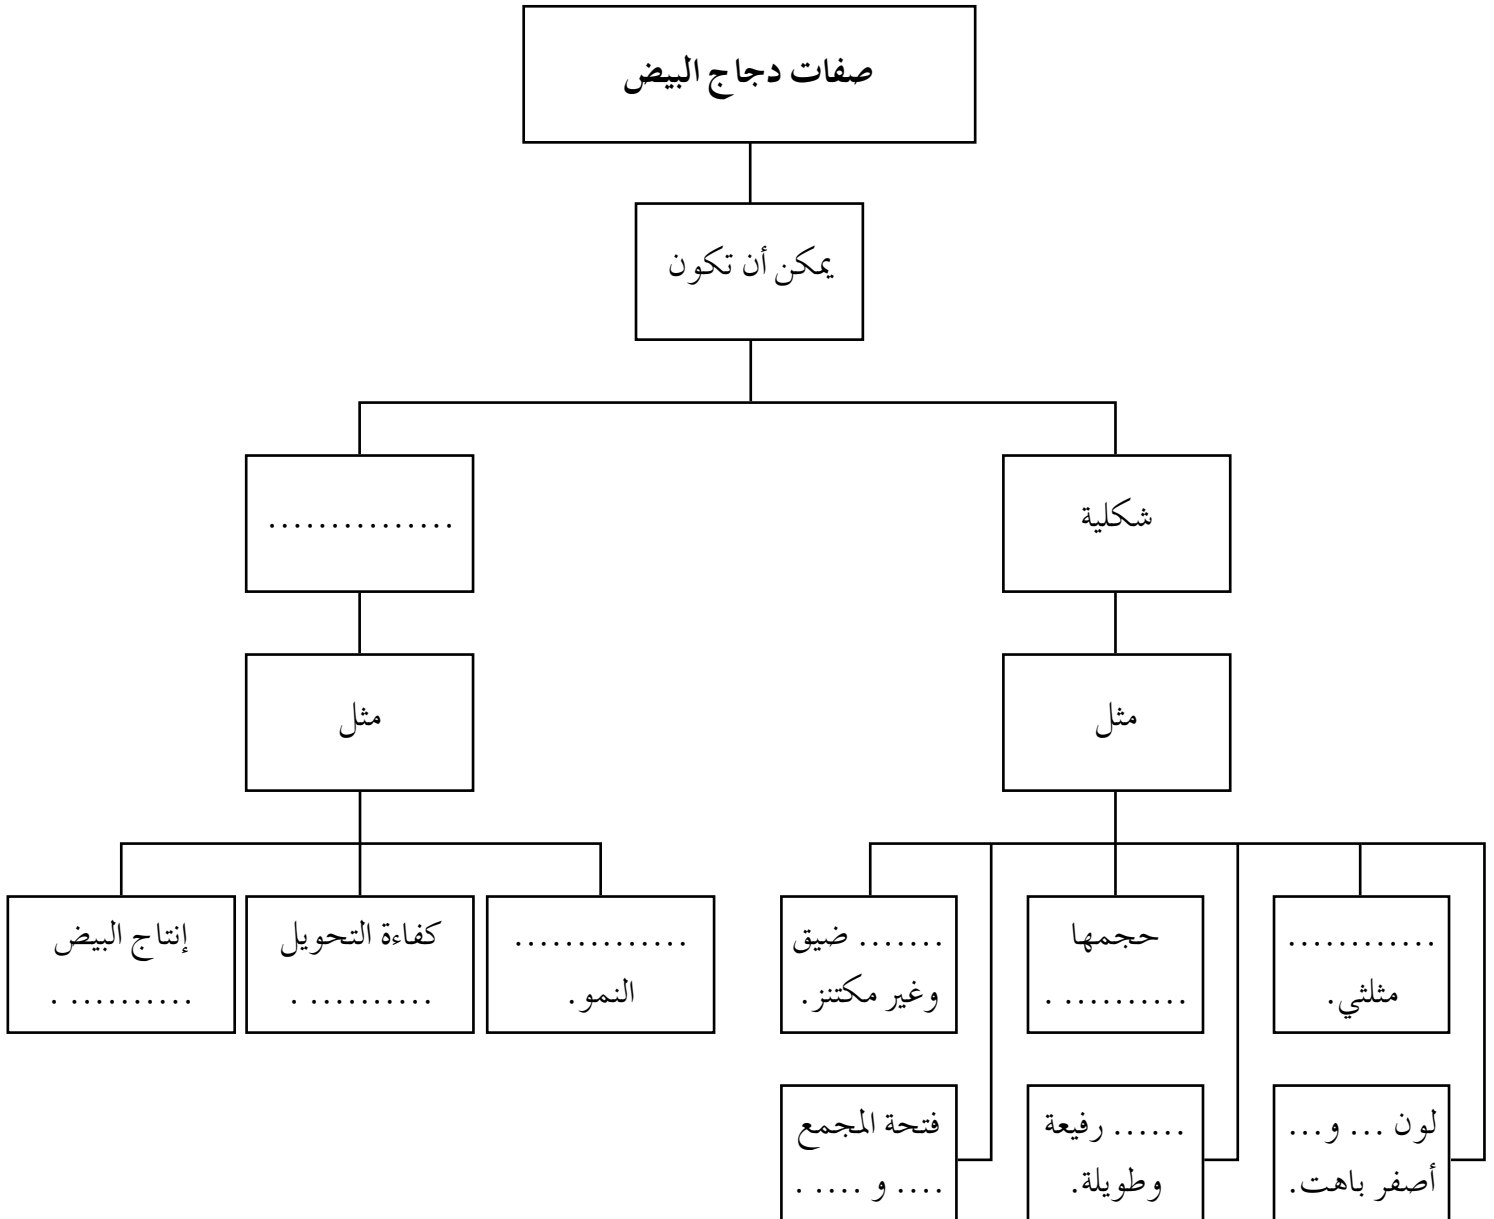 صفات دجاج البيض
يمكن أن تكون
شكلية
...............
مثل
مثل
............
مثلثي.
حجمها
.......... .
....... ضيق
وغير مكتنز.
..............
النمو.
كفاءة التحويل
.......... .
إنتاج البيض
.......... .
لون ... و...
أصفر باهت.
...... رفيعة
وطويلة.
فتحة المجمع
.... و .... .